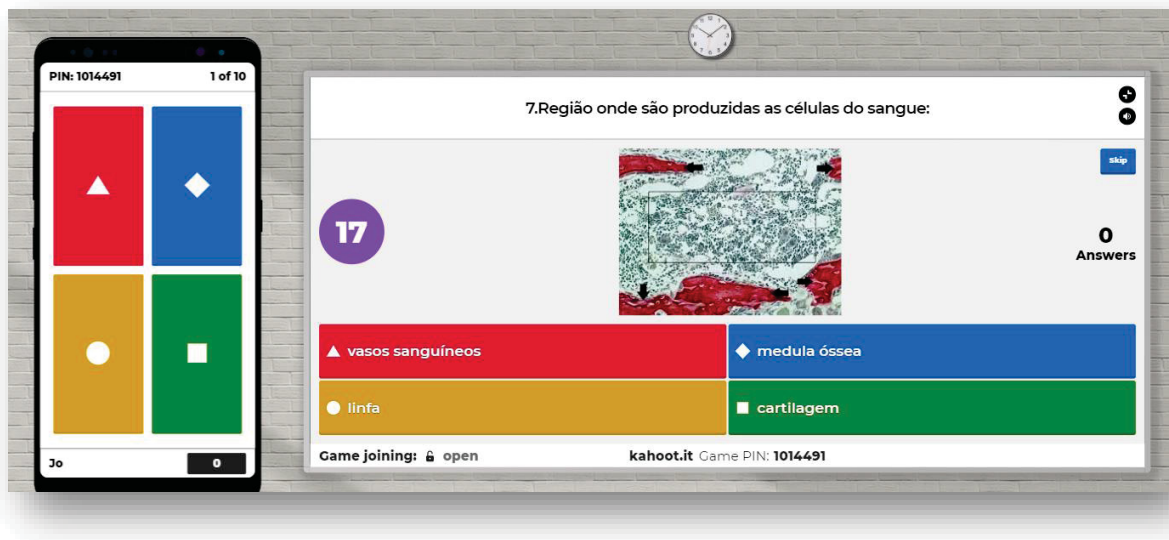 PIN: 1014491 1 of 10
Jo 0
7.Região onde são produzidas as células do sangue:
Skip
17
0
Answers
vasos sanguíneos
medula óssea
linfa
cartilagem
Game joining: open kahoot.it Game PIN: 1014491